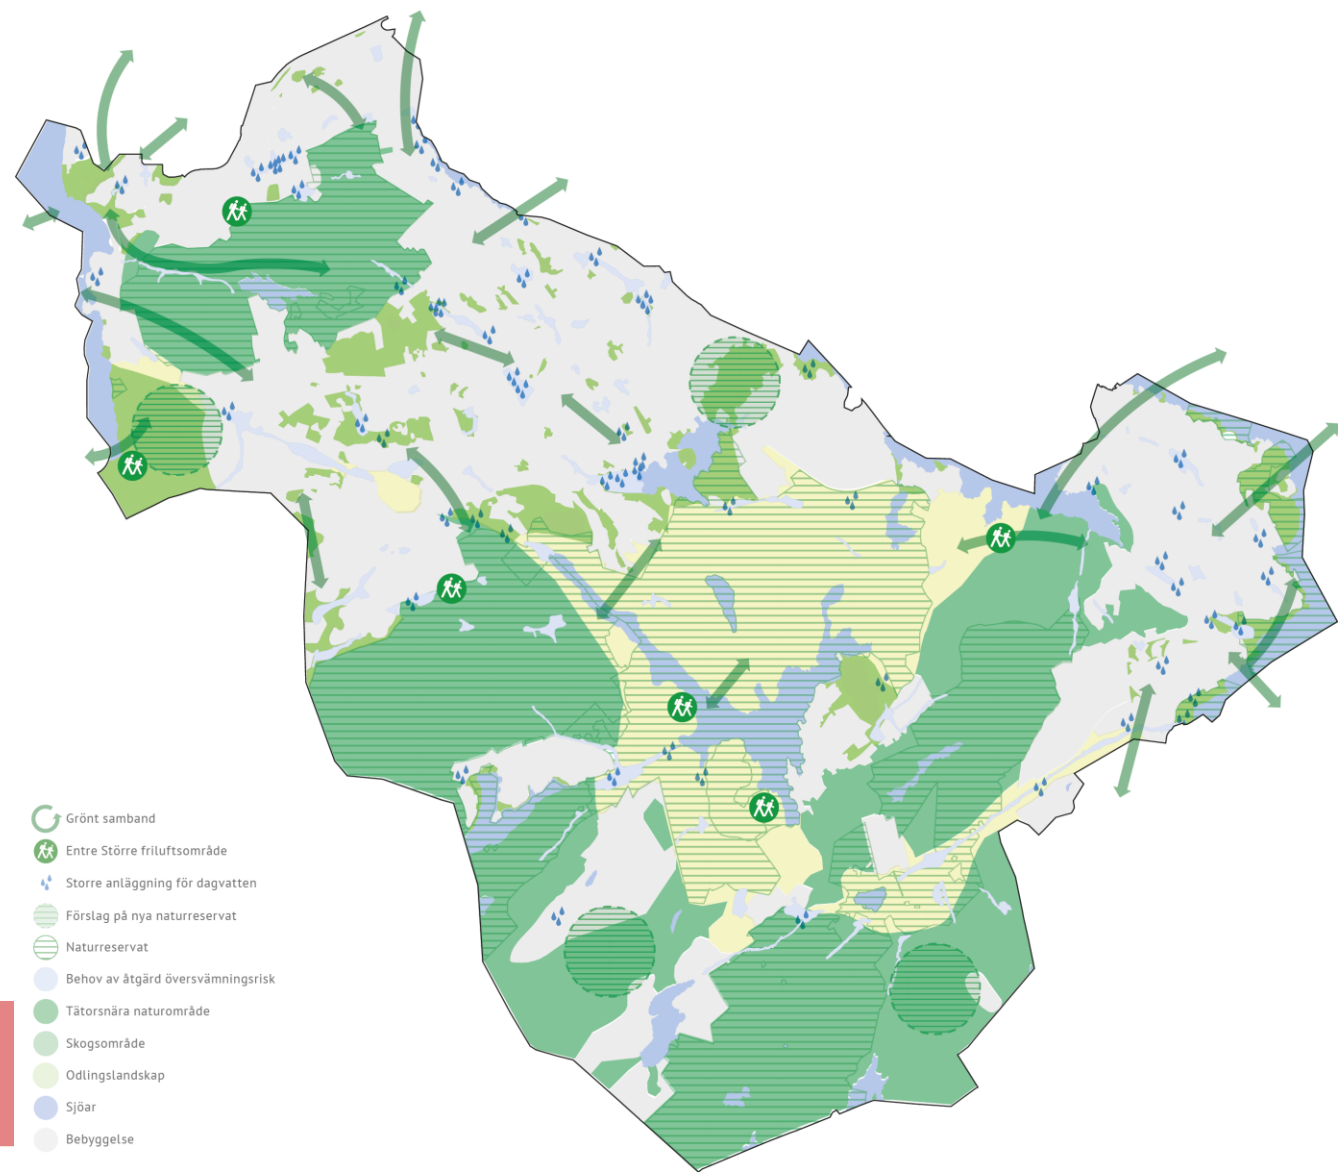 Grönt samband
Entre Större friluftsområde
Storre anläggning för dagvatten
Förslag på nya naturreservat
Naturreservat
Behov av åtgärd översvämningsrisk
Tätorsnära naturområde
Skogsområde
Odlingslandskap
Sjöar
Bebyggelse